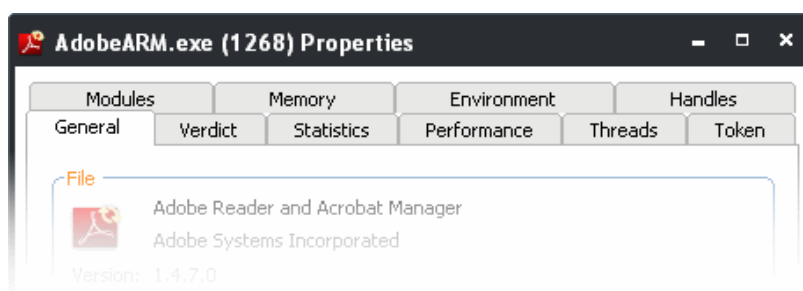 AdobeARM.exe (1268) Properties
Modules Memory Environment Handles
General Verdict Statistics Performance Threads Token
File
Adobe Reader and Acrobat Manager
Adobe Systems Incorporated
Version: 1.4.7.0